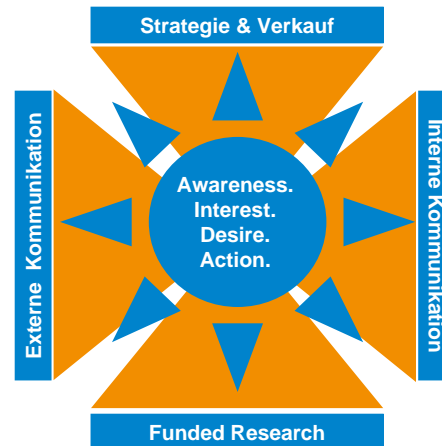 Strategie & Verkauf
Externe Kommunikation
Awareness.
Interest.
Desire.
Action.
Interne Kommunikation
Funded Research